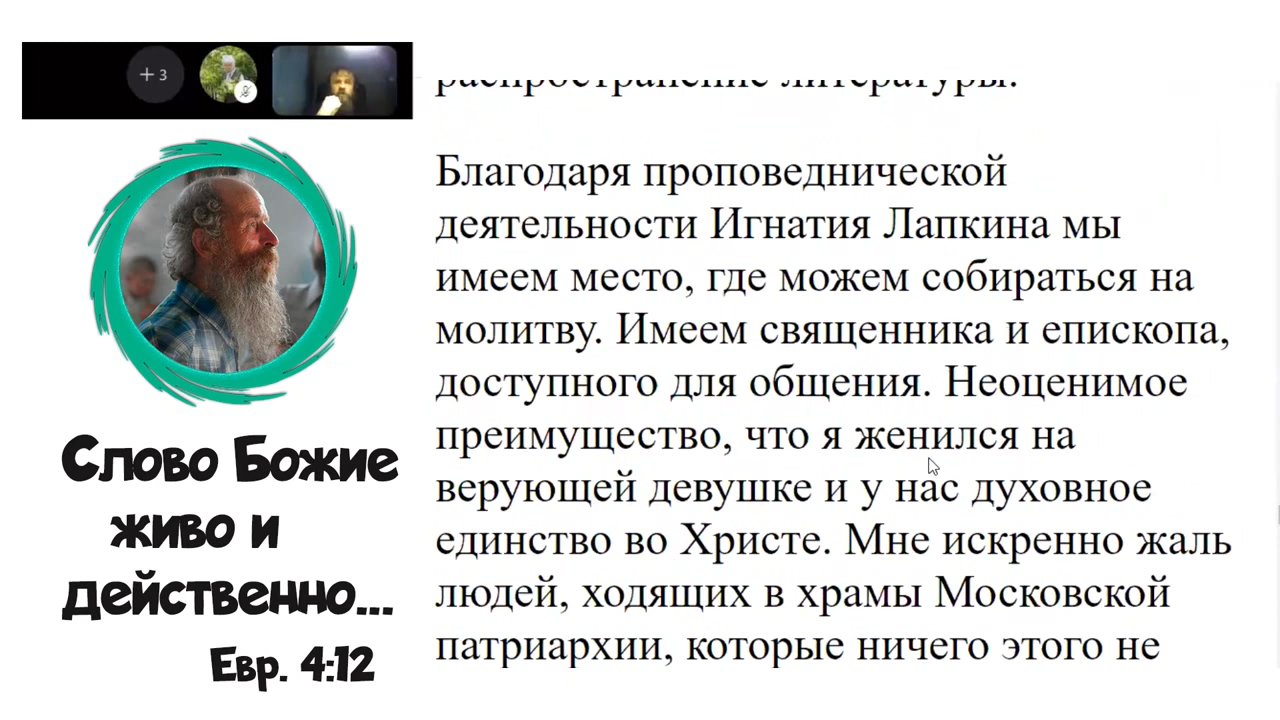 +3
распространение литературы.
Благодаря проповеднической
деятельности Игнатия Лапкина мы
имеем место, где можем собираться на
молитву. Имеем священника и епископа,
доступного для общения. Неоценимое
преимущество, что я женился на
верующей девушке и у нас духовное
единство во Христе. Мне искренно жаль
людей, ходящих в храмы Московской
патриархии, которые ничего этого не
Слово Божие
живо и
действенно...
Евр. 4:12